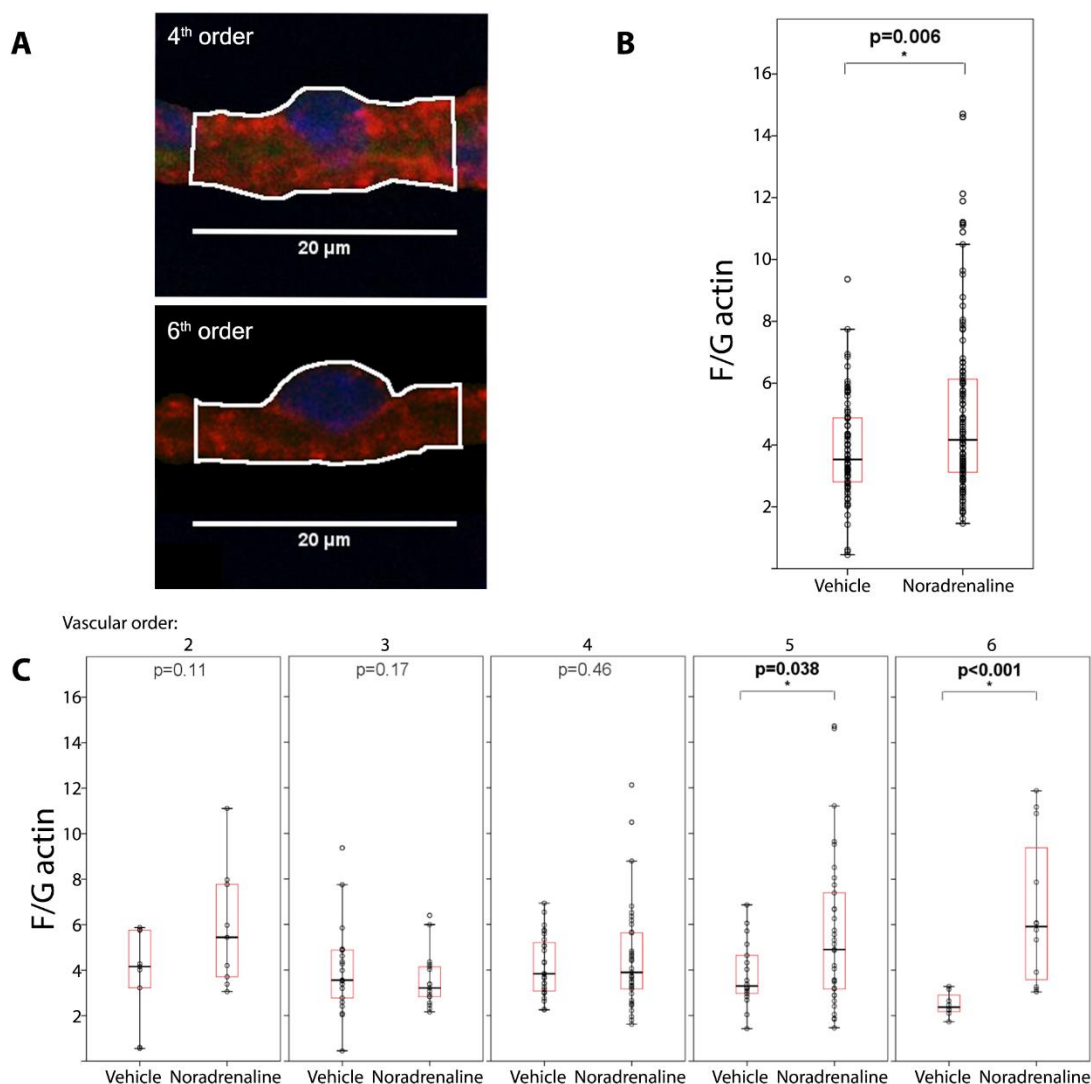 A
4th order
20 µm
6th order
20 µm
B
p=0.006
*
16
14
12
10
8
6
4
2
F/G actin
Vehicle Noradrenaline
Vascular order:
2 3 4 5 6
C
p=0.11 p=0.17 p=0.46 p=0.038 p<0.001
* *
16
14
12
10
8
6
4
2
F/G actin
Vehicle Noradrenaline Vehicle Noradrenaline Vehicle Noradrenaline Vehicle Noradrenaline Vehicle Noradrenaline